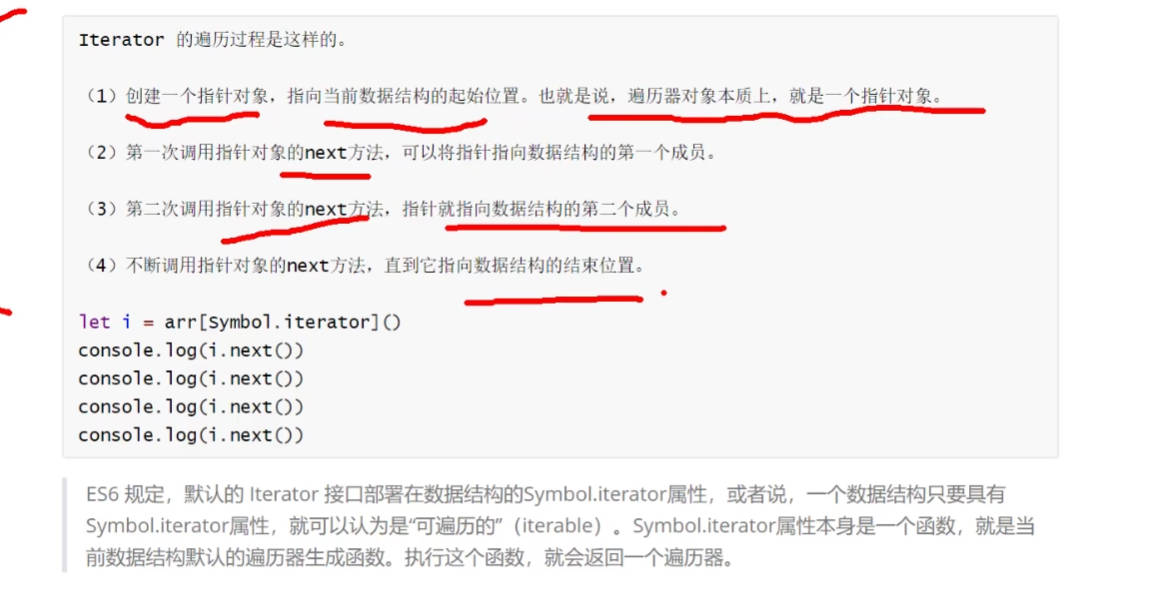 Iterator 的遍历过程是这样的。
（1）创建一个指针对象，指向当前数据结构的起始位置。也就是说，遍历器对象本质上，就是一个指针对象。
（2）第一次调用指针对象的next方法，可以将指针指向数据结构的第一个成员。
（3）第二次调用指针对象的next方法，指针就指向数据结构的第二个成员。
（4）不断调用指针对象的next方法，直到它指向数据结构的结束位置。
let i = arr[Symbol.iterator]()
console.log(i.next())
console.log(i.next())
console.log(i.next())
console.log(i.next())
ES6 规定，默认的 Iterator 接口部署在数据结构的Symbol.iterator属性，或者说，一个数据结构只要具有
Symbol.iterator属性，就可以认为是“可遍历的”（iterable）。Symbol.iterator属性本身是一个函数，就是当
前数据结构默认的遍历器生成函数。执行这个函数，就会返回一个遍历器。